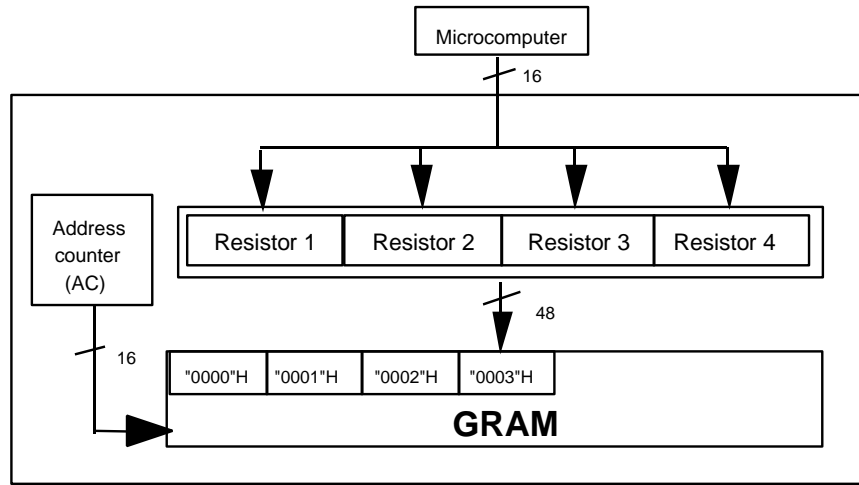 Microcomputer
16
Address
counter
(AC)
Resistor 1 Resistor 2 Resistor 3 Resistor 4
48
16
"0000"H "0001"H "0002"H "0003"H
GRAM